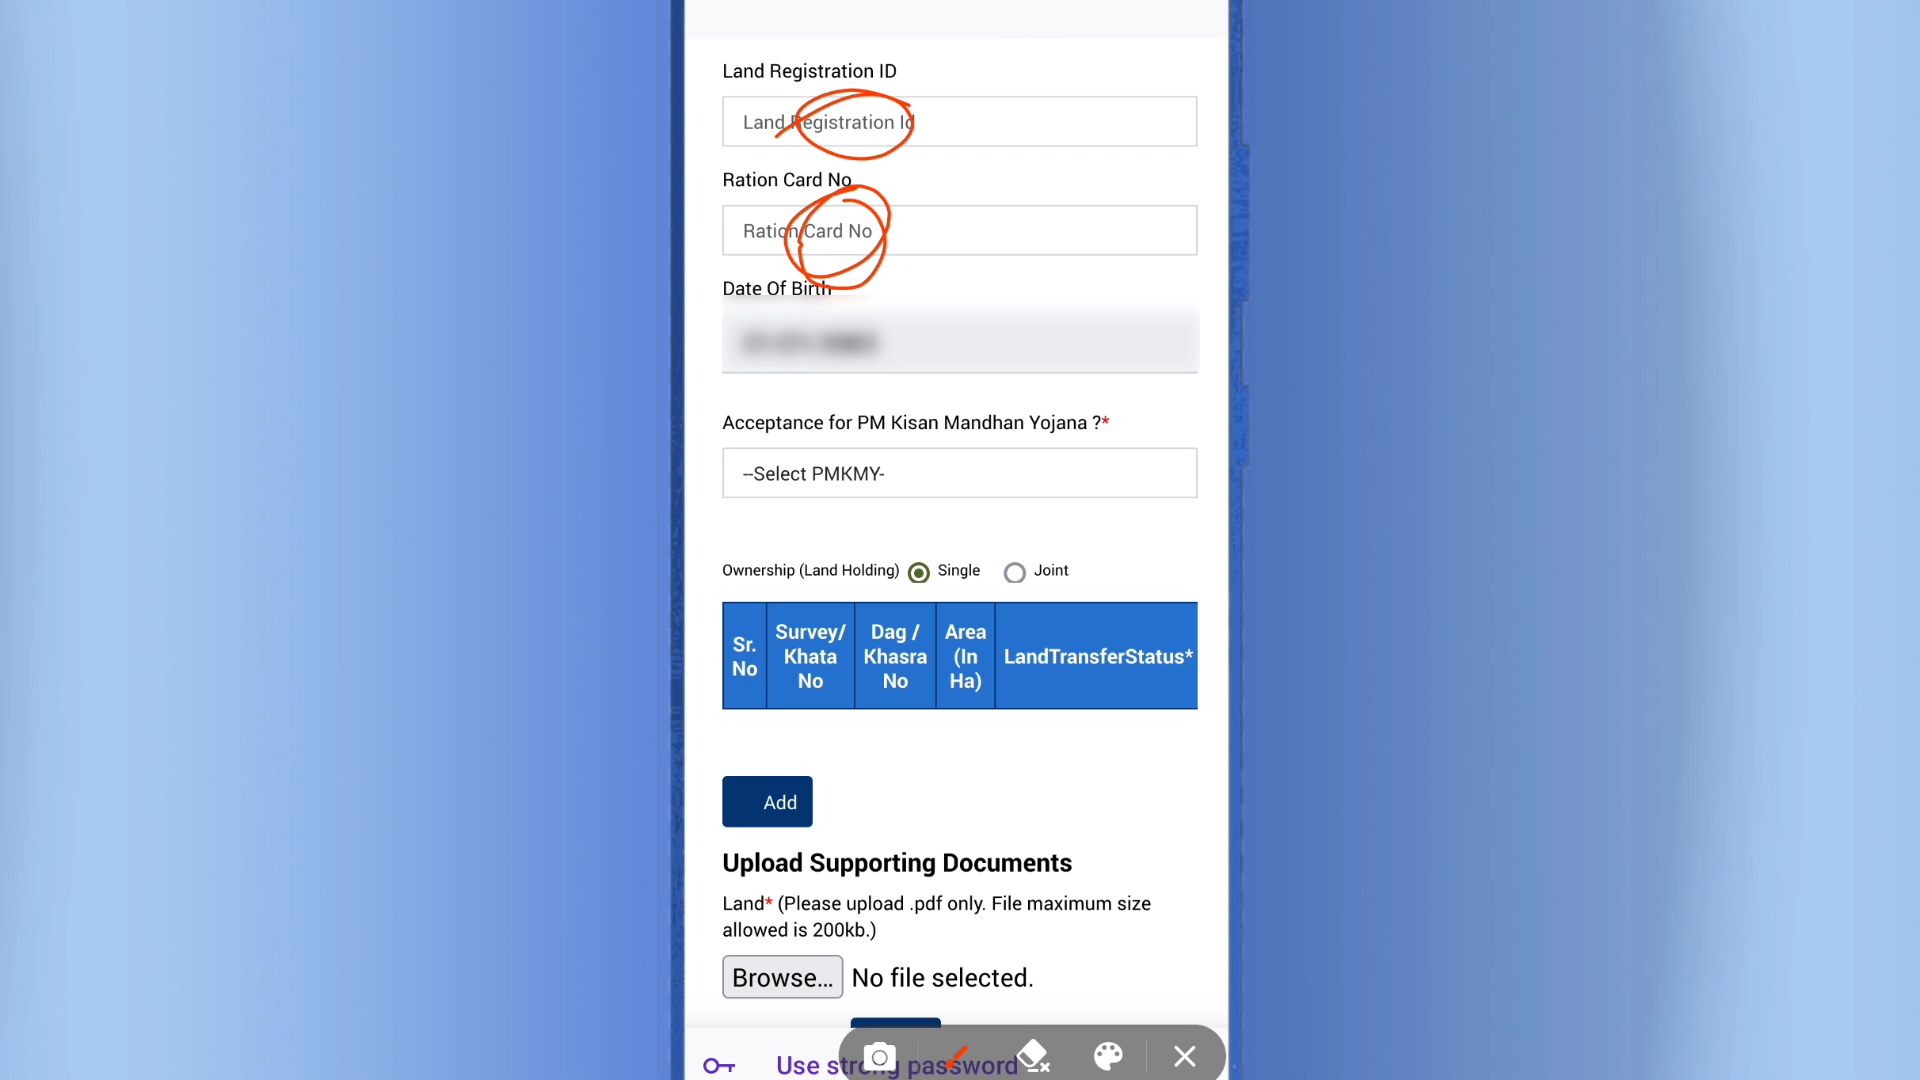 Land Registration ID
Land Registration Id
Ration Card No
Ration Card No
Date Of Birth
Acceptance for PM Kisan Mandhan Yojana ?*
--Select PMKMY-
Ownership (Land Holding) Single Joint
Sr. No Survey/ Khata No Dag / Khasra No Area (In Ha) LandTransferStatus*
Add
Upload Supporting Documents
Land* (Please upload .pdf only. File maximum size
allowed is 200kb.)
Browse... No file selected.
Use strong password